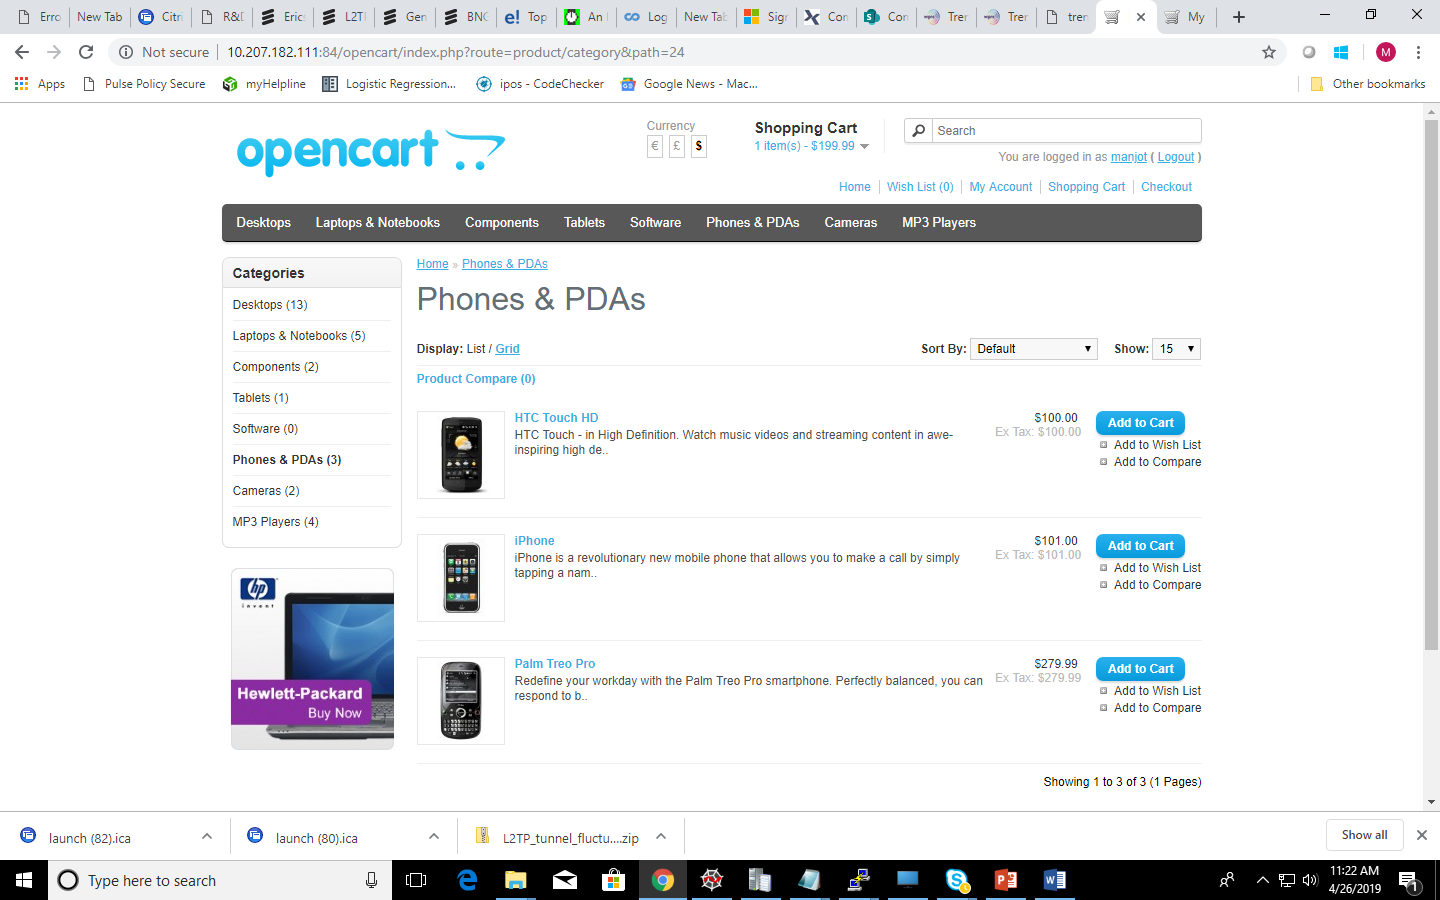 Erro
New Tab
Citri
R&D
Erics
L2TP
Gen
BNG
Top
An I
Log
New Tab
Sign
Con
Con
Trer
Trer
tren
My
Not secure
10.207.182.111:84/opencart/index.php?route=product/category&path=24
M
Apps
Pulse Policy Secure
myHelpline
Logistic Regression...
ipos - CodeChecker
Google News - Mac...
Other bookmarks
opencart
Currency
€ £ $
Shopping Cart
1 item(s) - $199.99
Search
You are logged in as manjot ( Logout )
Home
Wish List (0)
My Account
Shopping Cart
Checkout
Desktops
Laptops & Notebooks
Components
Tablets
Software
Phones & PDAs
Cameras
MP3 Players
Categories
Desktops (13)
Laptops & Notebooks (5)
Components (2)
Tablets (1)
Software (0)
Phones & PDAs (3)
Cameras (2)
MP3 Players (4)
hp
invent
Hewlett-Packard
Buy Now
Home » Phones & PDAs
Phones & PDAs
Display: List / Grid
Sort By: Default
Show: 15
Product Compare (0)
HTC Touch HD
HTC Touch - in High Definition. Watch music videos and streaming content in awe-
inspiring high de..
$100.00
Ex Tax: $100.00
Add to Cart
Add to Wish List
Add to Compare
iPhone
iPhone is a revolutionary new mobile phone that allows you to make a call by simply
tapping a nam..
$101.00
Ex Tax: $101.00
Add to Cart
Add to Wish List
Add to Compare
Palm Treo Pro
Redefine your workday with the Palm Treo Pro smartphone. Perfectly balanced, you can
respond to b..
$279.99
Ex Tax: $279.99
Add to Cart
Add to Wish List
Add to Compare
Showing 1 to 3 of 3 (1 Pages)
launch (82).ica
launch (80).ica
L2TP_tunnel_fluctu....zip
Show all
Type here to search
11:22 AM
4/26/2019
1